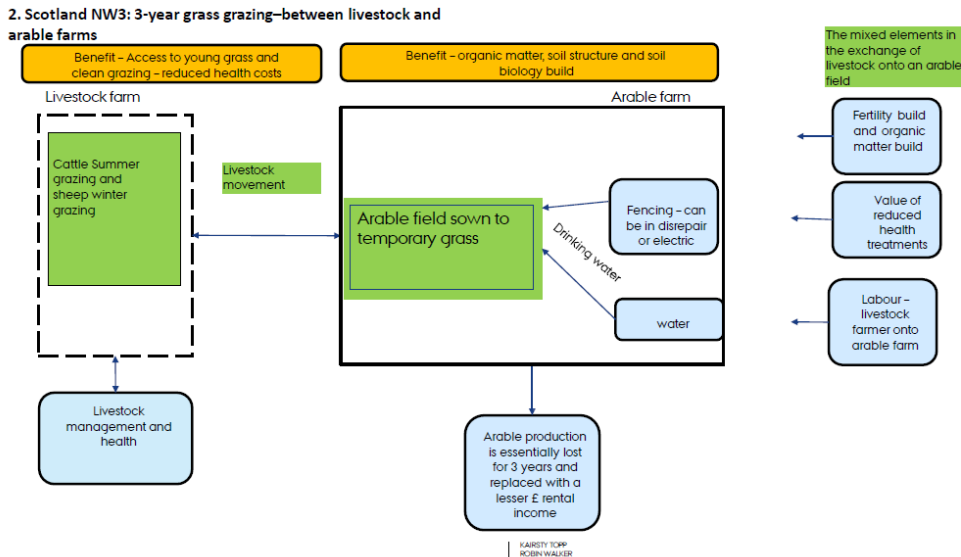 2. Scotland NW3: 3-year grass grazing–between livestock and
arable farms
Benefit – Access to young grass and
clean grazing – reduced health costs
Benefit – organic matter, soil structure and soil
biology build
The mixed elements in
the exchange of
livestock onto an arable
field
Livestock farm
Arable farm
Cattle Summer
grazing and
sheep winter
grazing
Livestock
movement
Arable field sown to
temporary grass
Fencing – can
be in disrepair
or electric
Drinking water
water
Fertility build
and organic
matter build
Value of
reduced
health
treatments
Labour –
livestock
farmer onto
arable farm
Livestock
management and
health
Arable production
is essentially lost
for 3 years and
replaced with a
lesser £ rental
income
KAIRSTY TOPP
ROBIN WALKER